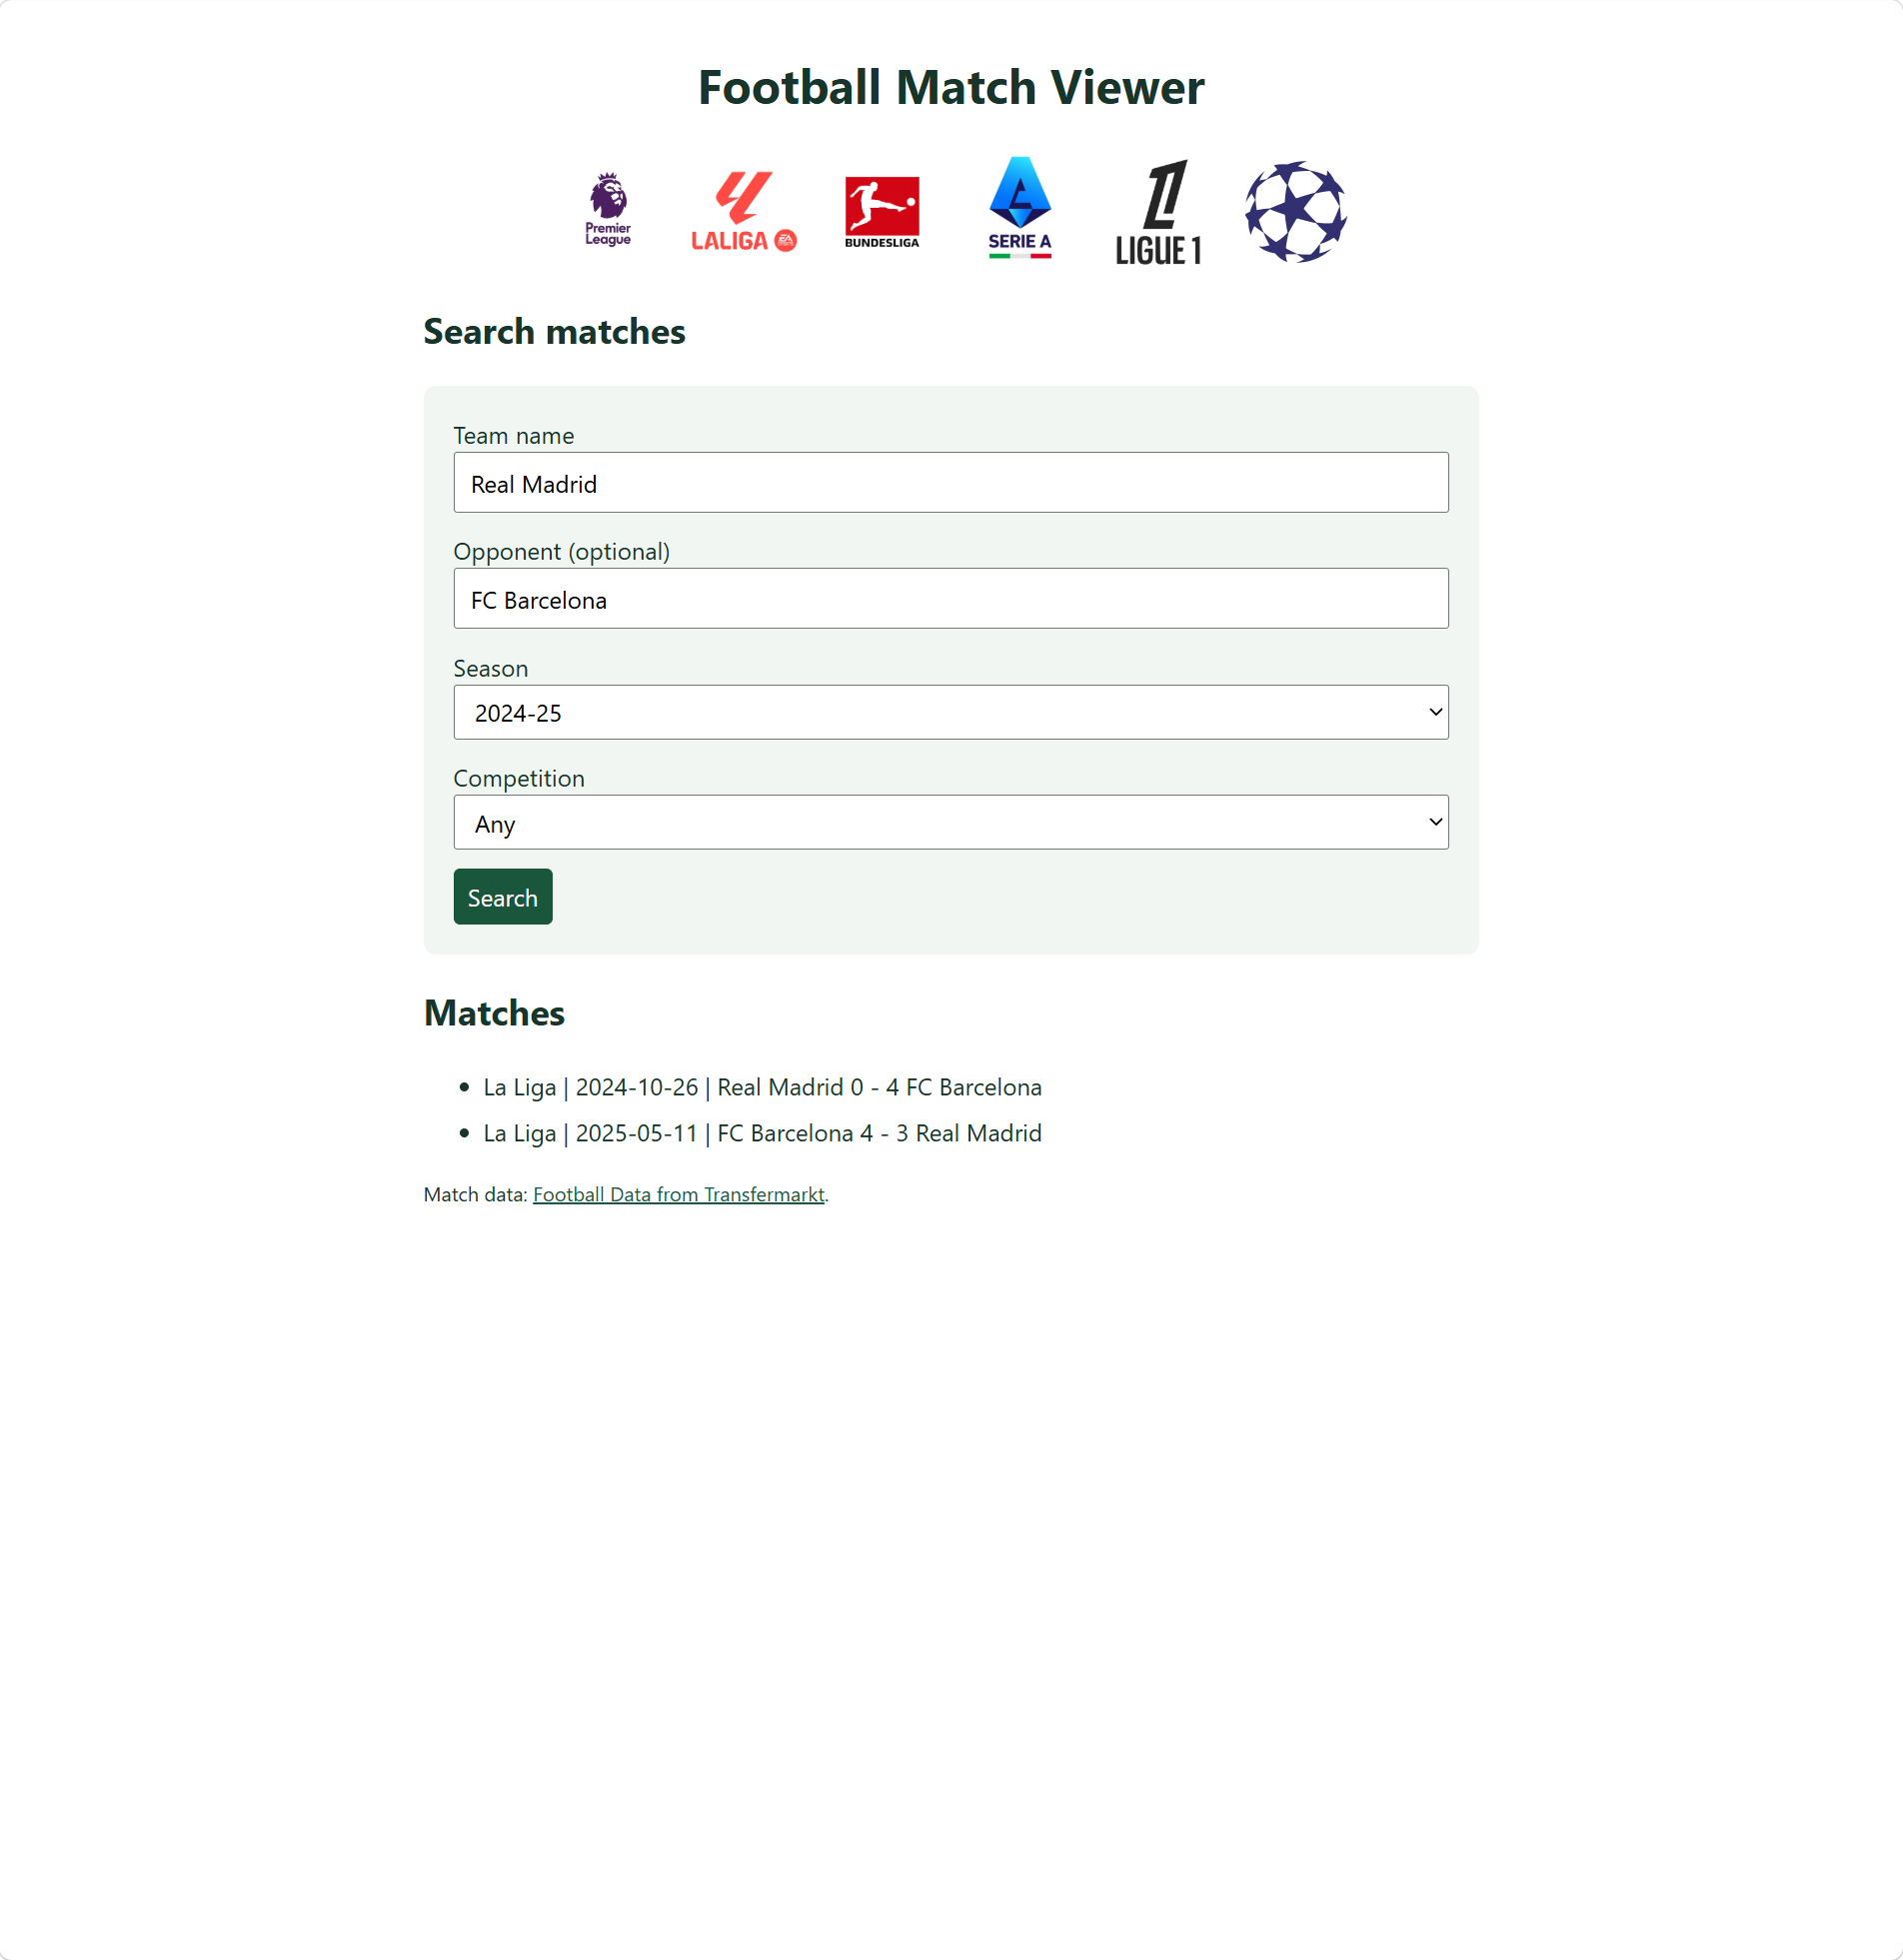 Football Match Viewer
Premier
League
LALIGA EA
BUNDESLIGA
SERIE A
LIGUE 1
Search matches
Team name
Real Madrid
Opponent (optional)
FC Barcelona
Season
2024-25
Competition
Any
Search
Matches
La Liga | 2024-10-26 | Real Madrid 0 - 4 FC Barcelona
La Liga | 2025-05-11 | FC Barcelona 4 - 3 Real Madrid
Match data: Football Data from Transfermarkt.